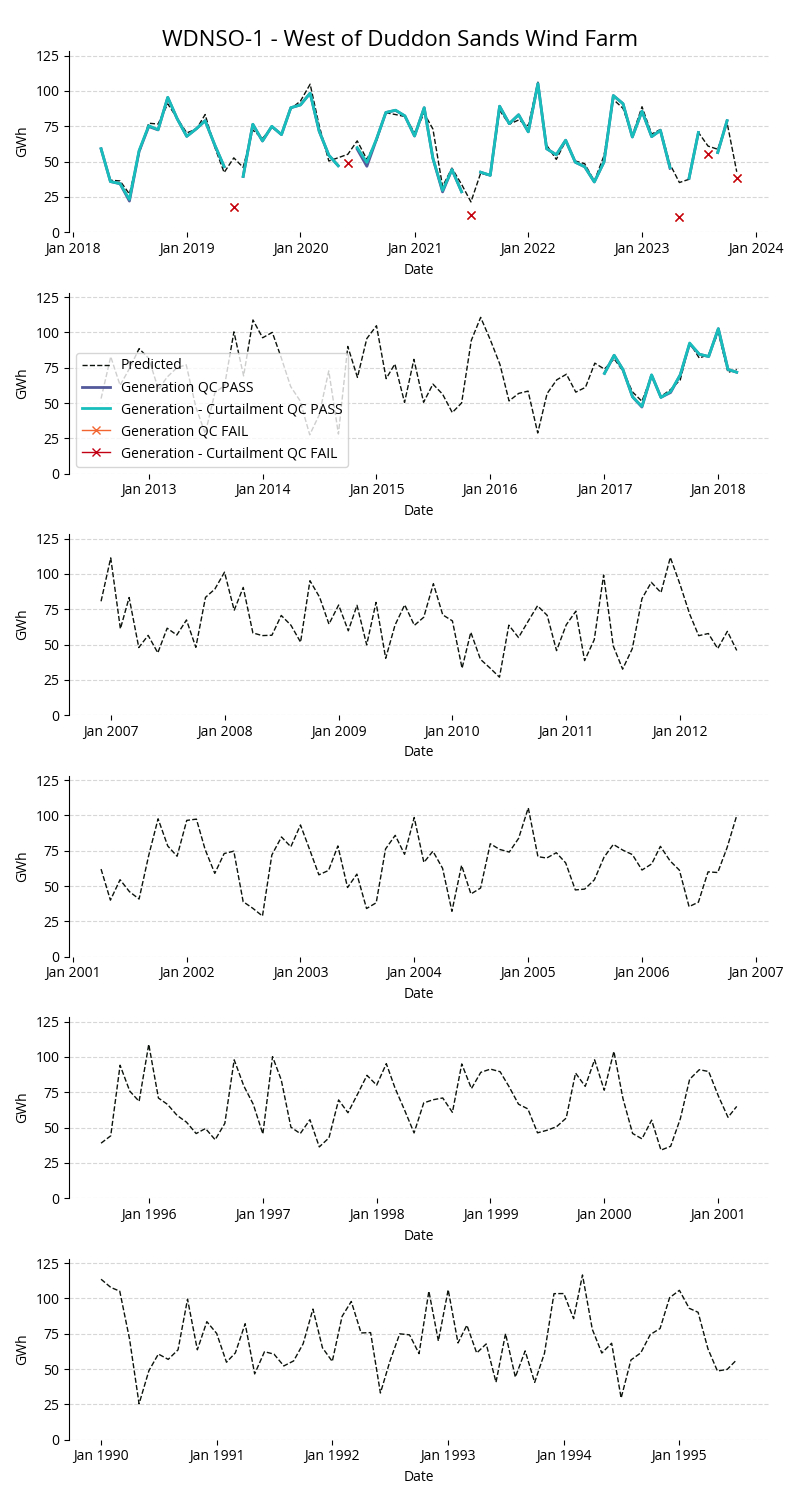 WDNSO-1 - West of Duddon Sands Wind Farm
125
100
75
50
25
0
GWh
Jan 2018 Jan 2019 Jan 2020 Jan 2021 Jan 2022 Jan 2023 Jan 2024
Date
125
100
75
50
25
0
GWh
Predicted
Generation QC PASS
Generation - Curtailment QC PASS
Generation QC FAIL
Generation - Curtailment QC FAIL
Jan 2013 Jan 2014 Jan 2015 Jan 2016 Jan 2017 Jan 2018
Date
125
100
75
50
25
0
GWh
Jan 2007 Jan 2008 Jan 2009 Jan 2010 Jan 2011 Jan 2012
Date
125
100
75
50
25
0
GWh
Jan 2001 Jan 2002 Jan 2003 Jan 2004 Jan 2005 Jan 2006 Jan 2007
Date
125
100
75
50
25
0
GWh
Jan 1996 Jan 1997 Jan 1998 Jan 1999 Jan 2000 Jan 2001
Date
125
100
75
50
25
0
GWh
Jan 1990 Jan 1991 Jan 1992 Jan 1993 Jan 1994 Jan 1995
Date